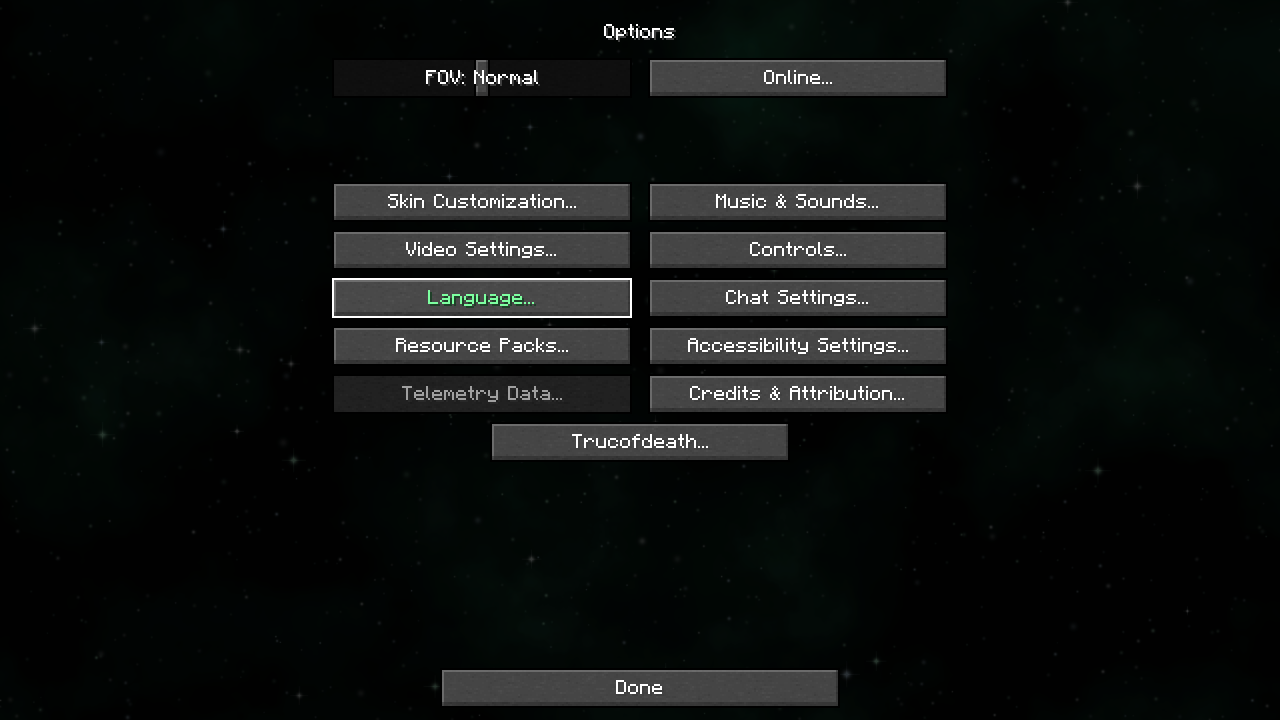 Options
FOV: Normal
Online...
Skin Customization...
Music & Sounds...
Video Settings...
Controls...
Language...
Chat Settings...
Resource Packs...
Accessibility Settings...
Telemetry Data...
Credits & Attribution...
Trucofdeath...
Done